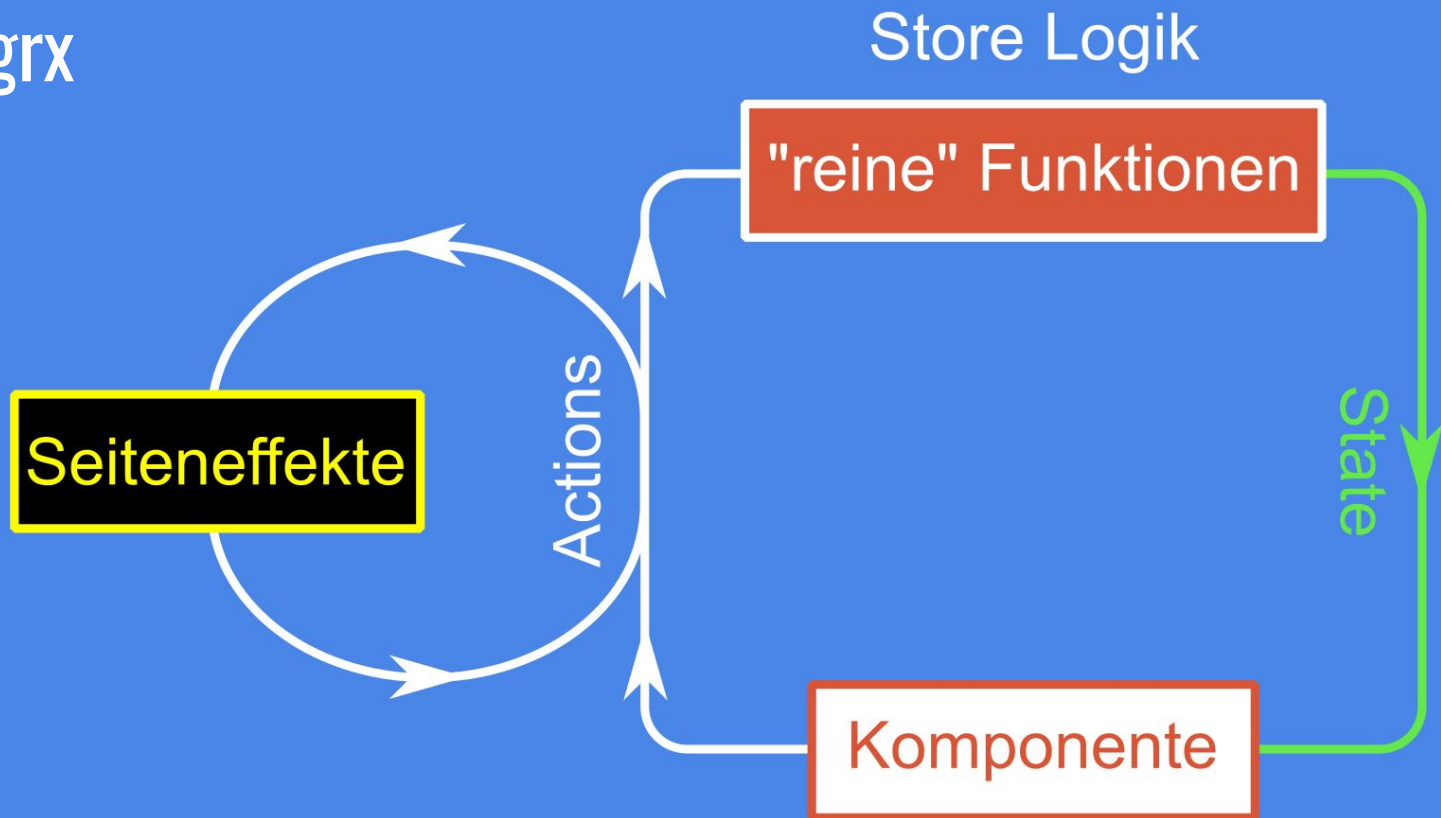 grx
Store Logik
"reine" Funktionen
Actions
State
Seiteneffekte
Komponente